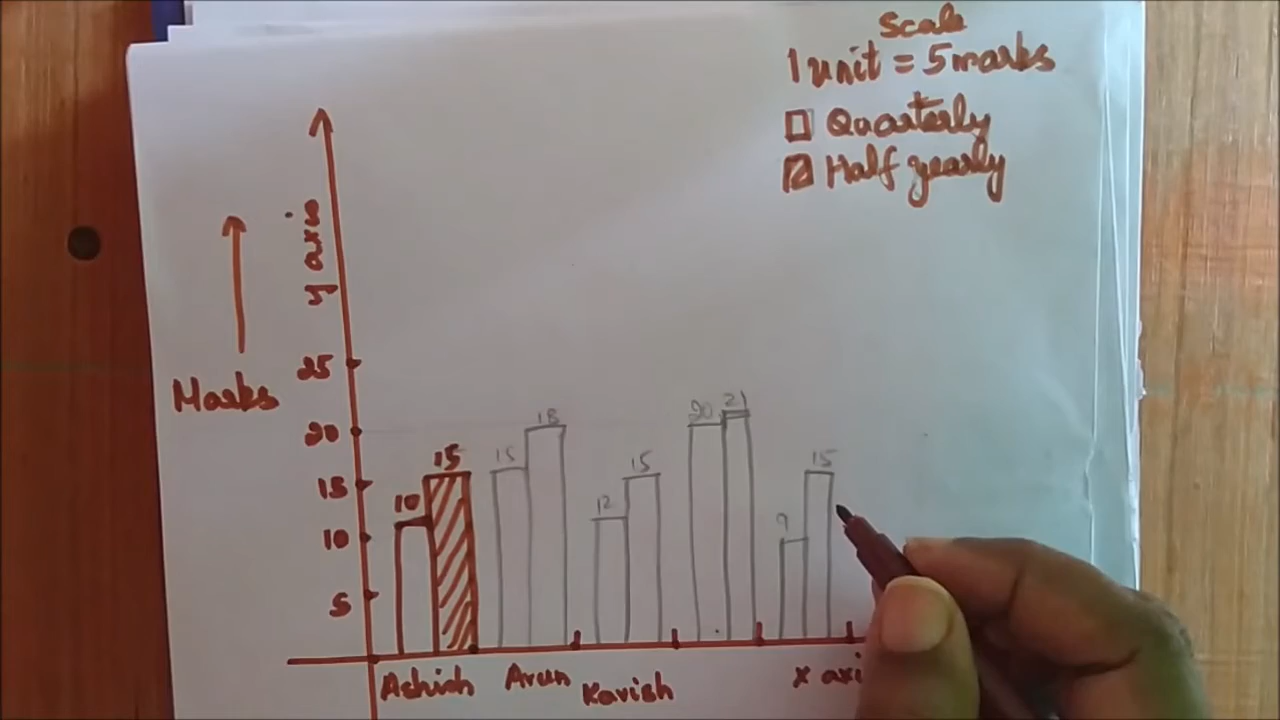 Scale
1 unit = 5 marks
Quarterly
Half yearly
y axis
Marks
25
20
15
10
5
10
15
15
18
12
15
20
21
9
15
Ashish
Arun
Kavish
x axi